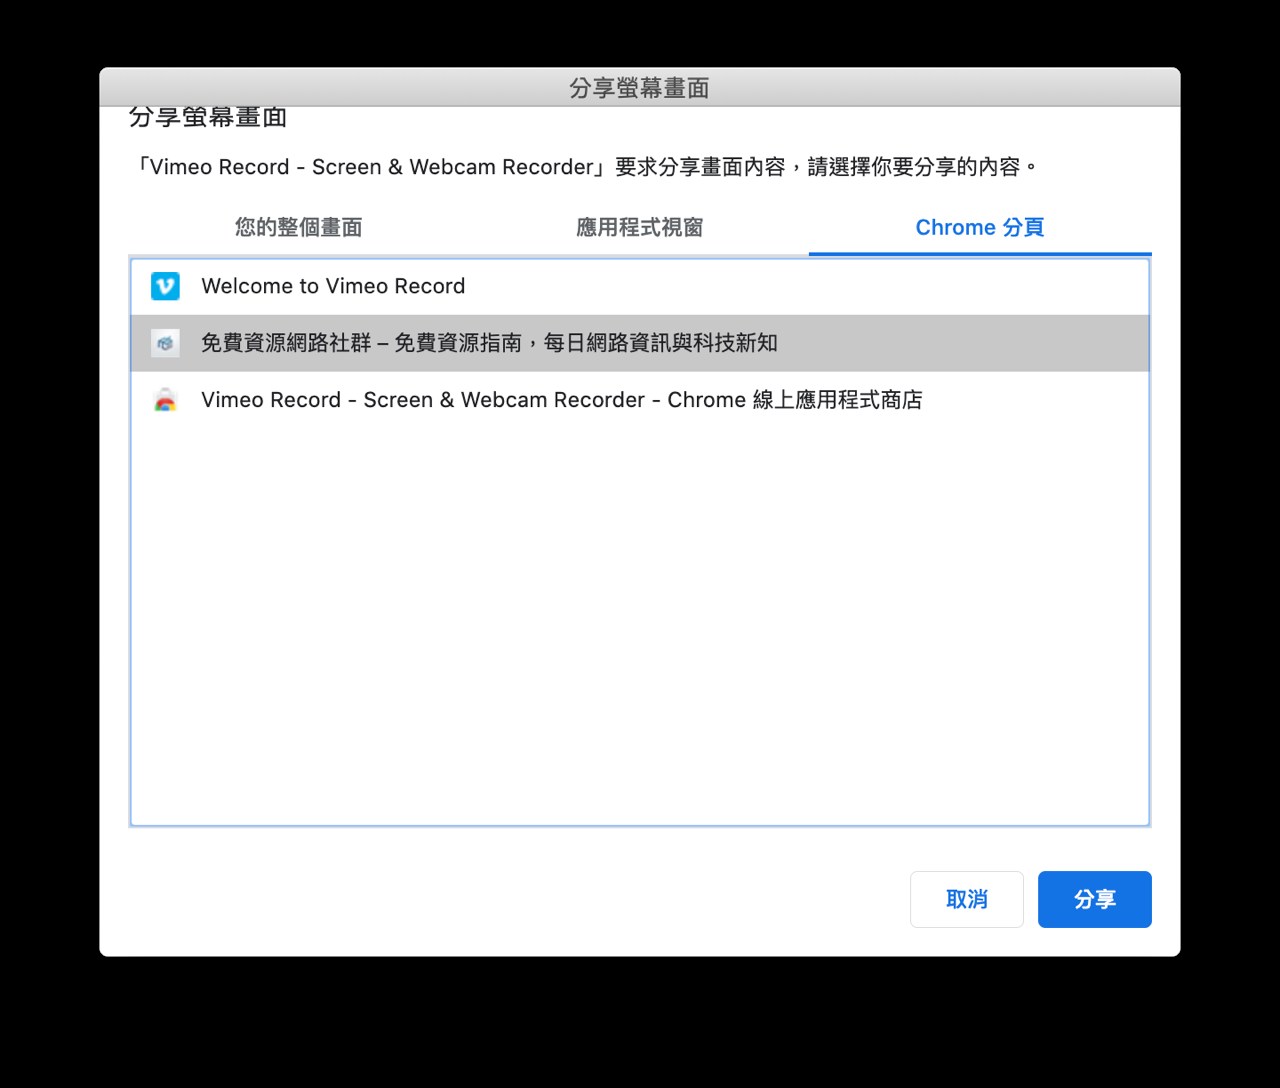 分享螢幕畫面
分享螢幕畫面
「Vimeo Record - Screen & Webcam Recorder」要求分享畫面內容，請選擇你要分享的內容。
您的整個畫面
應用程式視窗
Chrome 分頁
Welcome to Vimeo Record
免費資源網路社群 – 免費資源指南，每日網路資訊與科技新知
Vimeo Record - Screen & Webcam Recorder - Chrome 線上應用程式商店
取消
分享